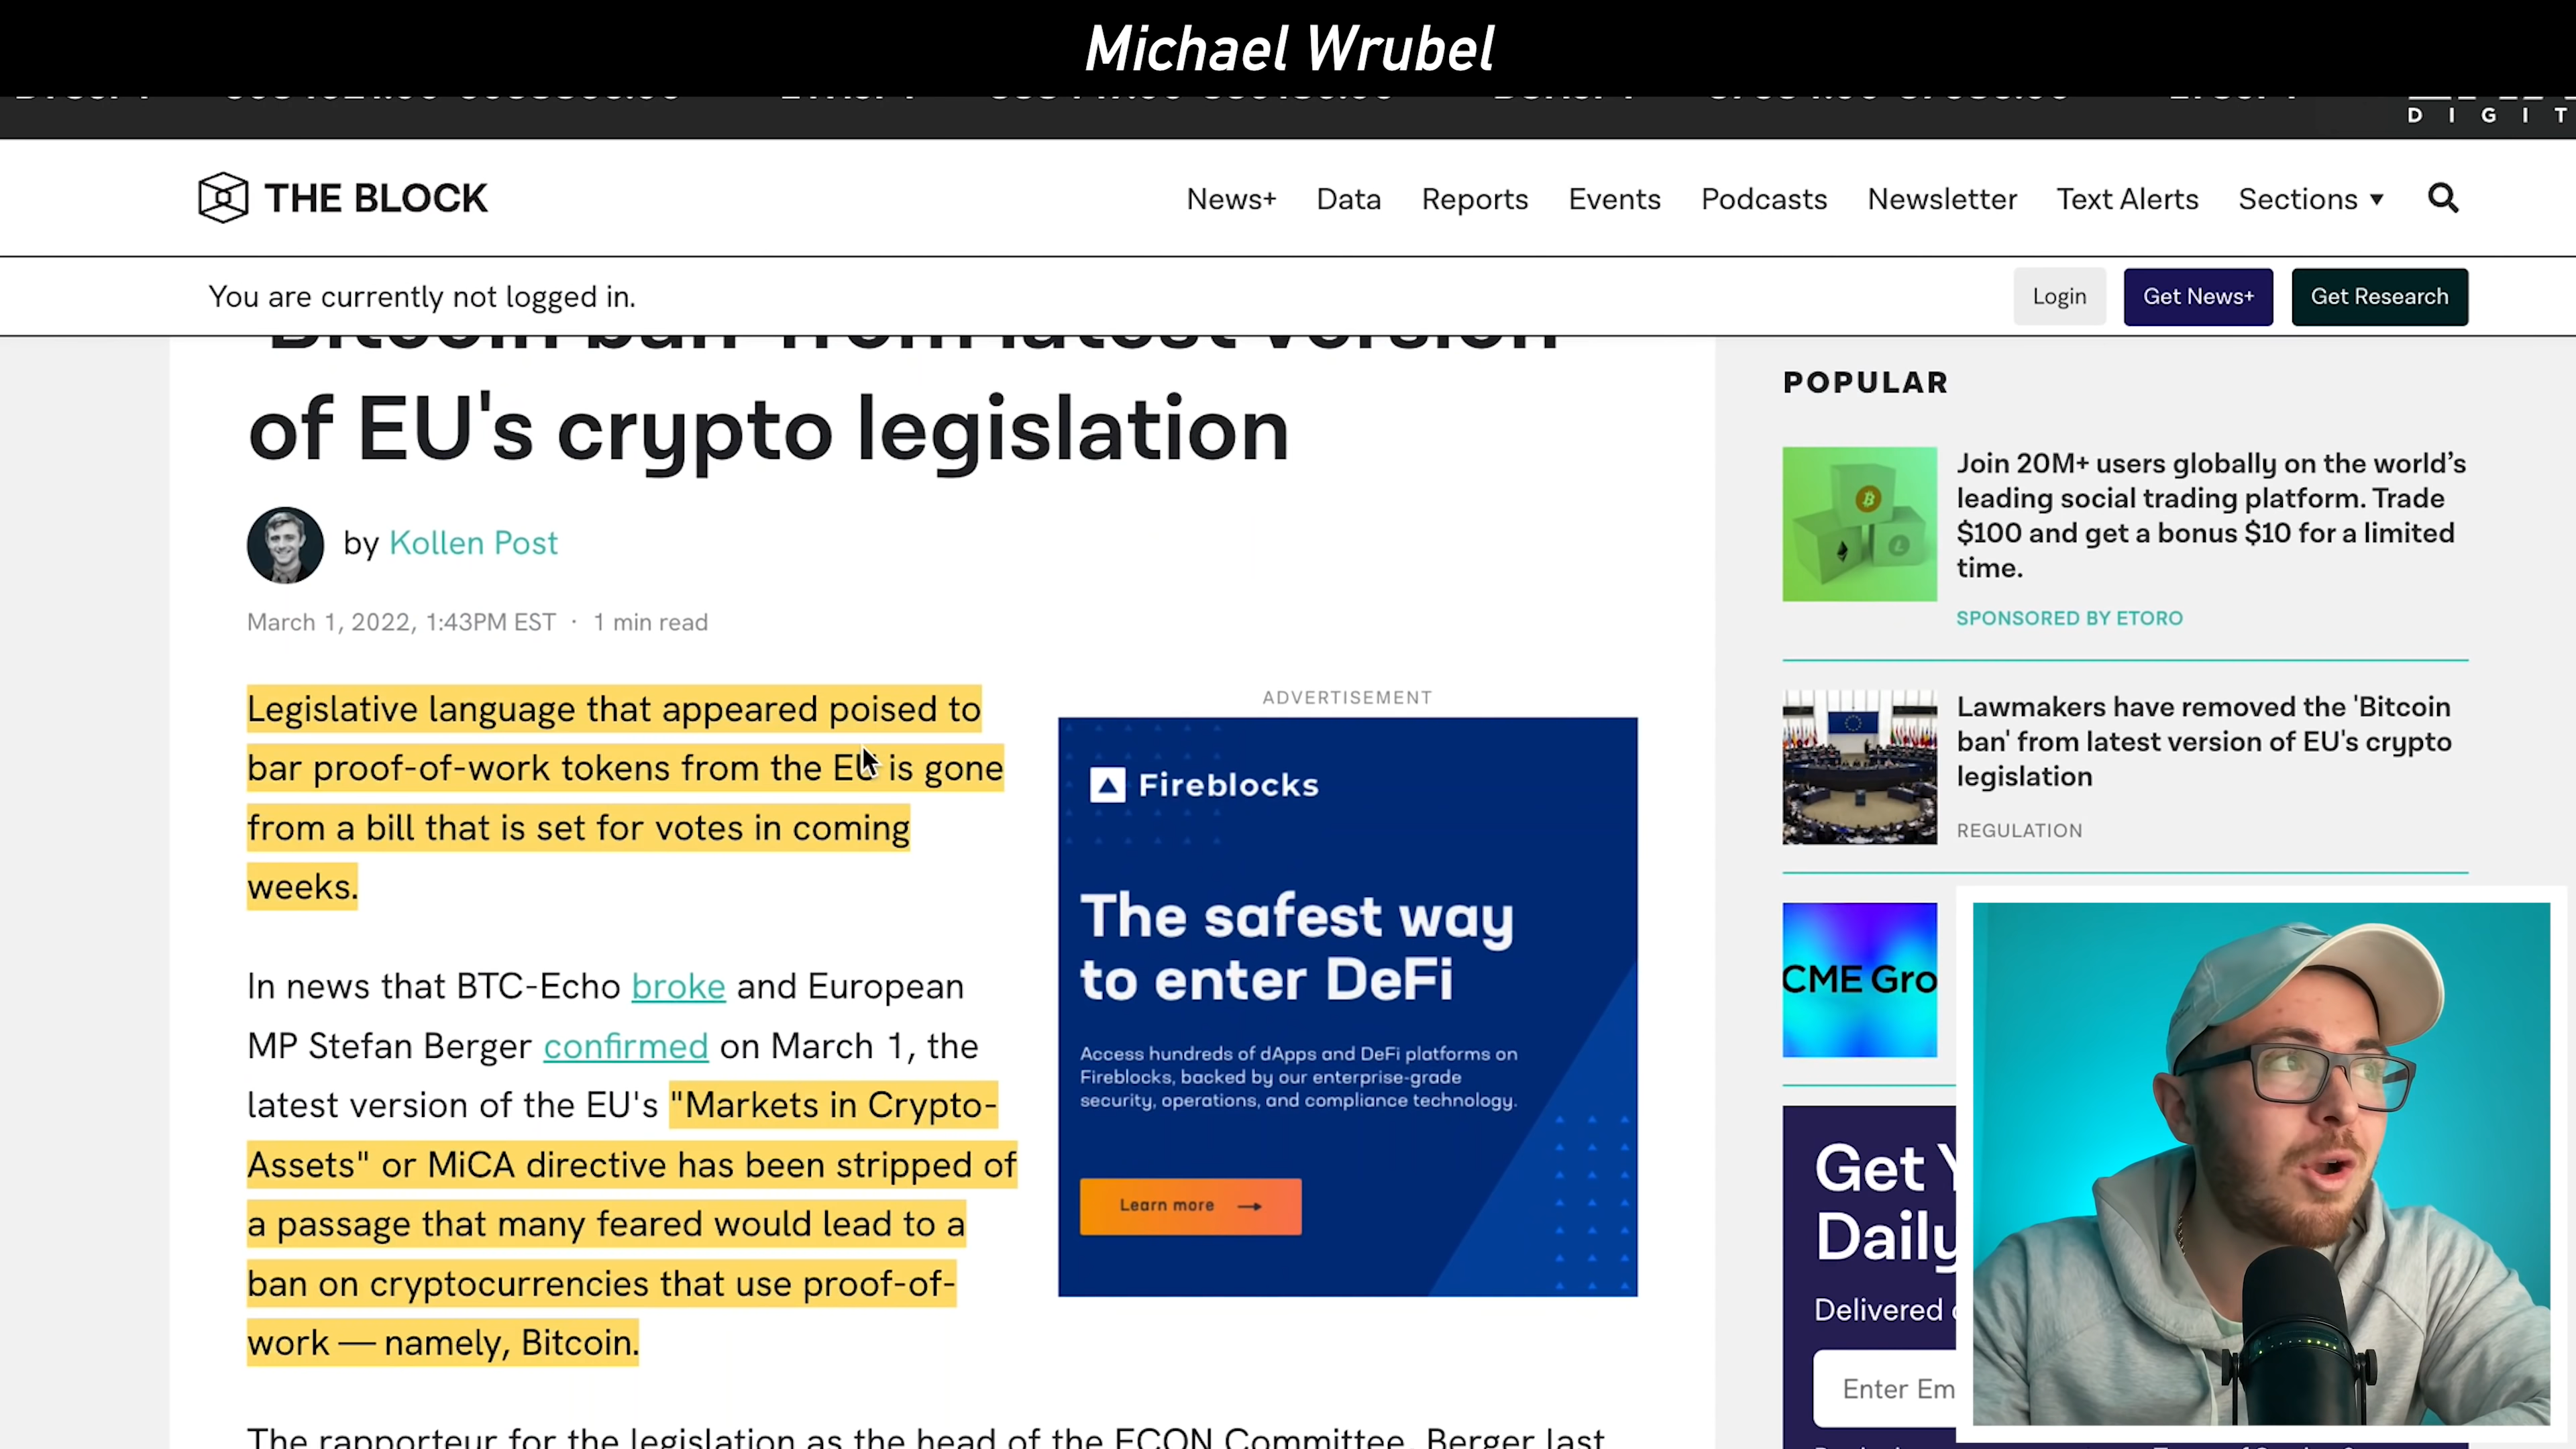 Michael Wrubel
D I G I T
THE BLOCK
News+ Data Reports Events Podcasts Newsletter Text Alerts Sections ▼
You are currently not logged in.
Login Get News+ Get Research
'Bitcoin ban' from latest version
of EU's crypto legislation
by Kollen Post
March 1, 2022, 1:43PM EST · 1 min read
Legislative language that appeared poised to
bar proof-of-work tokens from the EU is gone
from a bill that is set for votes in coming
weeks.
In news that BTC-Echo broke and European
MP Stefan Berger confirmed on March 1, the
latest version of the EU's "Markets in Crypto-
Assets" or MiCA directive has been stripped of
a passage that many feared would lead to a
ban on cryptocurrencies that use proof-of-
work — namely, Bitcoin.
The rapporteur for the legislation as the head of the ECON Committee, Berger last
ADVERTISEMENT
Fireblocks
The safest way
to enter DeFi
Access hundreds of dApps and DeFi platforms on
Fireblocks, backed by our enterprise-grade
security, operations, and compliance technology.
Learn more →
POPULAR
Join 20M+ users globally on the world's
leading social trading platform. Trade
$100 and get a bonus $10 for a limited
time.
SPONSORED BY ETORO
Lawmakers have removed the 'Bitcoin
ban' from latest version of EU's crypto
legislation
REGULATION
CME Gro
Get Y
Daily
Delivered
Enter Em